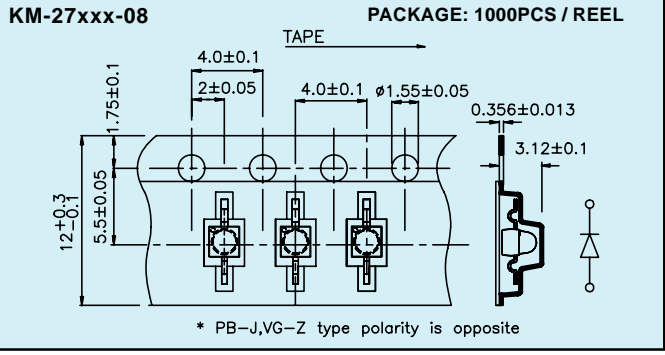 KM-27xxx-08
PACKAGE: 1000PCS / REEL
TAPE
4.0±0.1
2±0.05
4.0±0.1
ø1.55±0.05
1.75±0.1
0.356±0.013
3.12±0.1
12+0.3-0.1
5.5±0.05
* PB-J,VG-Z type polarity is opposite